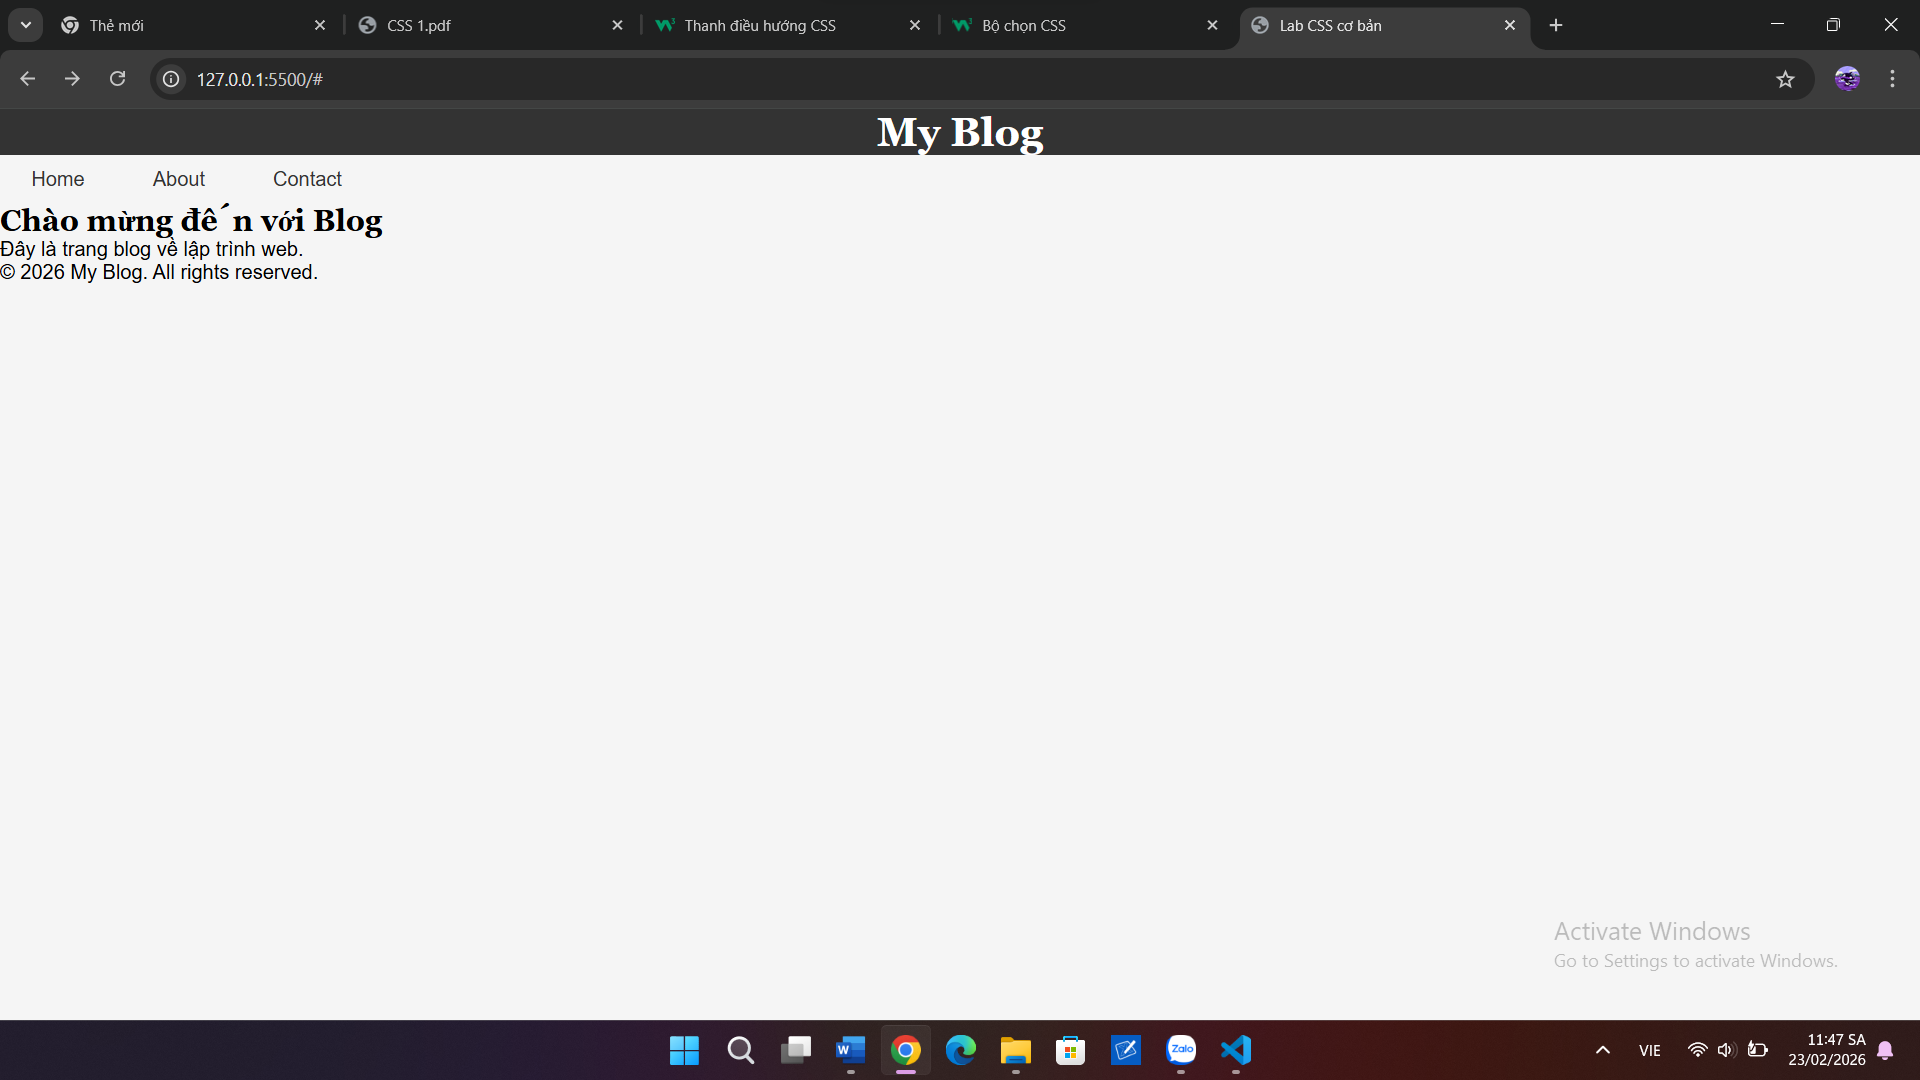 Thẻ mới
CSS 1.pdf
Thanh điều hướng CSS
Bộ chọn CSS
Lab CSS cơ bản
127.0.0.1:5500/#
My Blog
Home About Contact
Chào mừng đến với Blog
Đây là trang blog về lập trình web.
© 2026 My Blog. All rights reserved.
Activate Windows
Go to Settings to activate Windows.
Zalo
VIE
11:47 SA
23/02/2026